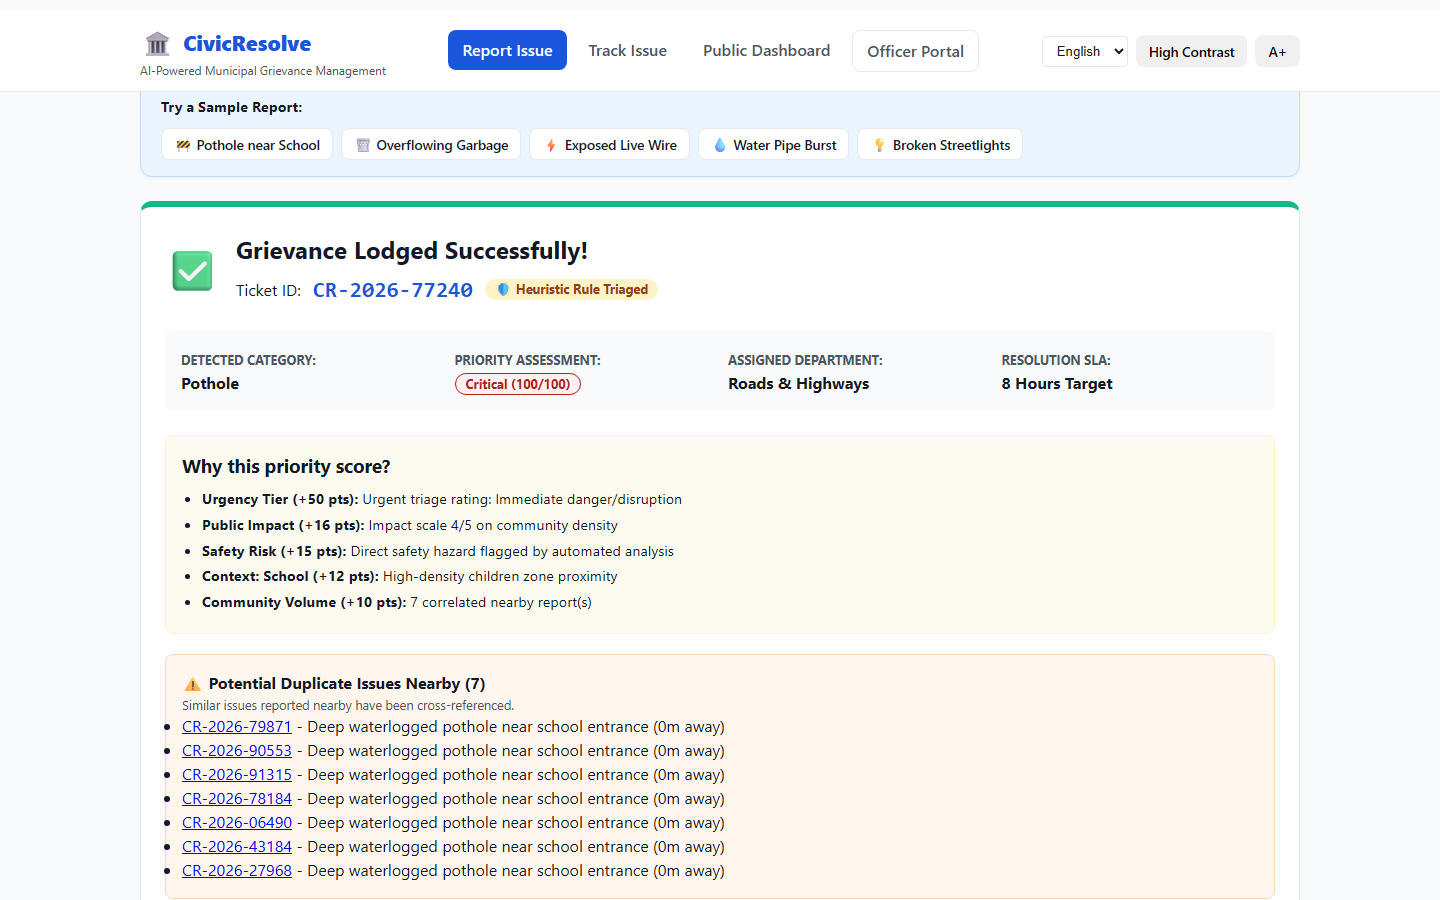 CivicResolve
AI-Powered Municipal Grievance Management
Report Issue
Track Issue
Public Dashboard
Officer Portal
English
High Contrast
A+
Try a Sample Report:
Pothole near School
Overflowing Garbage
Exposed Live Wire
Water Pipe Burst
Broken Streetlights
Grievance Lodged Successfully!
Ticket ID: CR-2026-77240 Heuristic Rule Triaged
DETECTED CATEGORY:
Pothole
PRIORITY ASSESSMENT:
Critical (100/100)
ASSIGNED DEPARTMENT:
Roads & Highways
RESOLUTION SLA:
8 Hours Target
Why this priority score?
• Urgency Tier (+50 pts): Urgent triage rating: Immediate danger/disruption
• Public Impact (+16 pts): Impact scale 4/5 on community density
• Safety Risk (+15 pts): Direct safety hazard flagged by automated analysis
• Context: School (+12 pts): High-density children zone proximity
• Community Volume (+10 pts): 7 correlated nearby report(s)
Potential Duplicate Issues Nearby (7)
Similar issues reported nearby have been cross-referenced.
• CR-2026-79871 - Deep waterlogged pothole near school entrance (0m away)
• CR-2026-90553 - Deep waterlogged pothole near school entrance (0m away)
• CR-2026-91315 - Deep waterlogged pothole near school entrance (0m away)
• CR-2026-78184 - Deep waterlogged pothole near school entrance (0m away)
• CR-2026-06490 - Deep waterlogged pothole near school entrance (0m away)
• CR-2026-43184 - Deep waterlogged pothole near school entrance (0m away)
• CR-2026-27968 - Deep waterlogged pothole near school entrance (0m away)